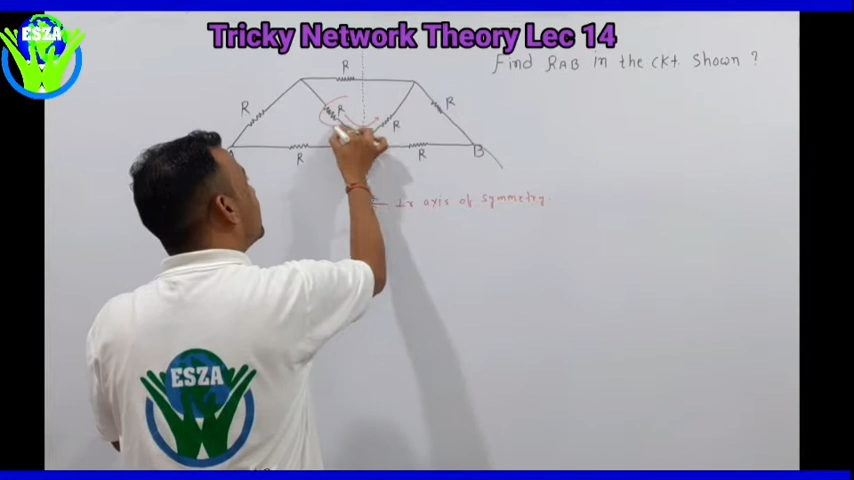 Tricky Network Theory Lec 14
ESZA
Find RAB in the ckt shown ?
R
R
R
R
R
R
R
B
⊥r axis of symmetry
ESZA